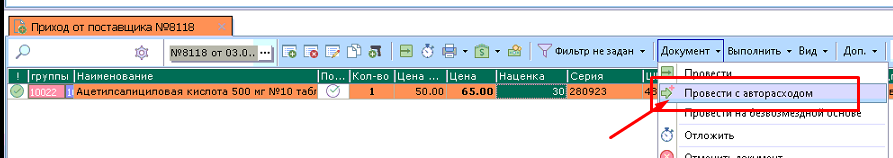 Приход от поставщика №8118
№8118 от 03.0... ... Фильтр не задан Документ Выполнить Вид Доп.
! группы Наименование По... Кол-во Цена ... Цена Наценка Серия
10022 Ацетилсалициловая кислота 500 мг №10 табл 1 50.00 65.00 30 280923
Провести
Провести с авторасходом
Провести на безвозмездной основе
Отложить
Отменить документ